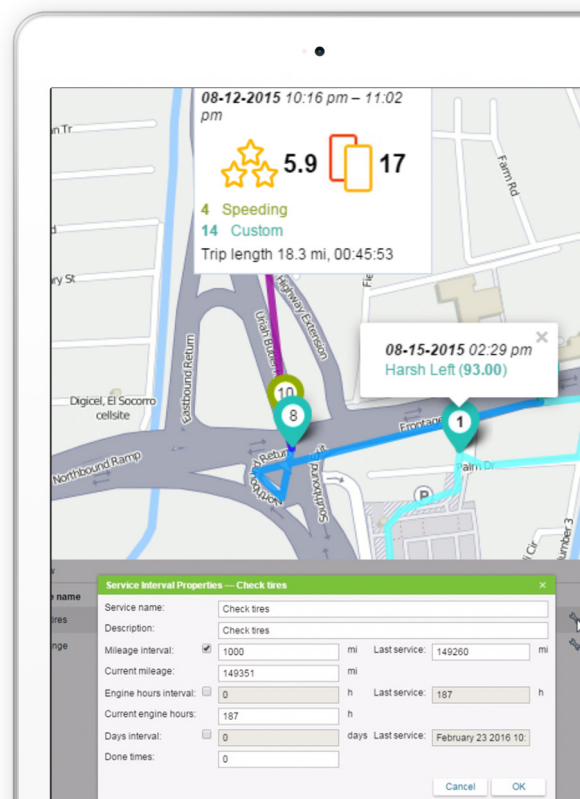 08-12-2015 10:16 pm – 11:02
pm
5.9 17
4 Speeding
14 Custom
Trip length 18.3 mi, 00:45:53
Farm Rd
Highway Extension
Uriah Butler
Eastbound Return
08-15-2015 02:29 pm ×
Harsh Left (93.00)
Digicel, El Socorro
cellsite
10
8
1
Frontage
Northbound Ramp
Palm Dr
P
Service Interval Properties — Check tires ×
Service name: Check tires
Description: Check tires
Mileage interval: 1000 mi Last service: 149260 mi
Current mileage: 149351 mi
Engine hours interval: 0 h Last service: 187 h
Current engine hours: 187 h
Days interval: 0 days Last service: February 23 2016 10:
Done times: 0
Cancel OK